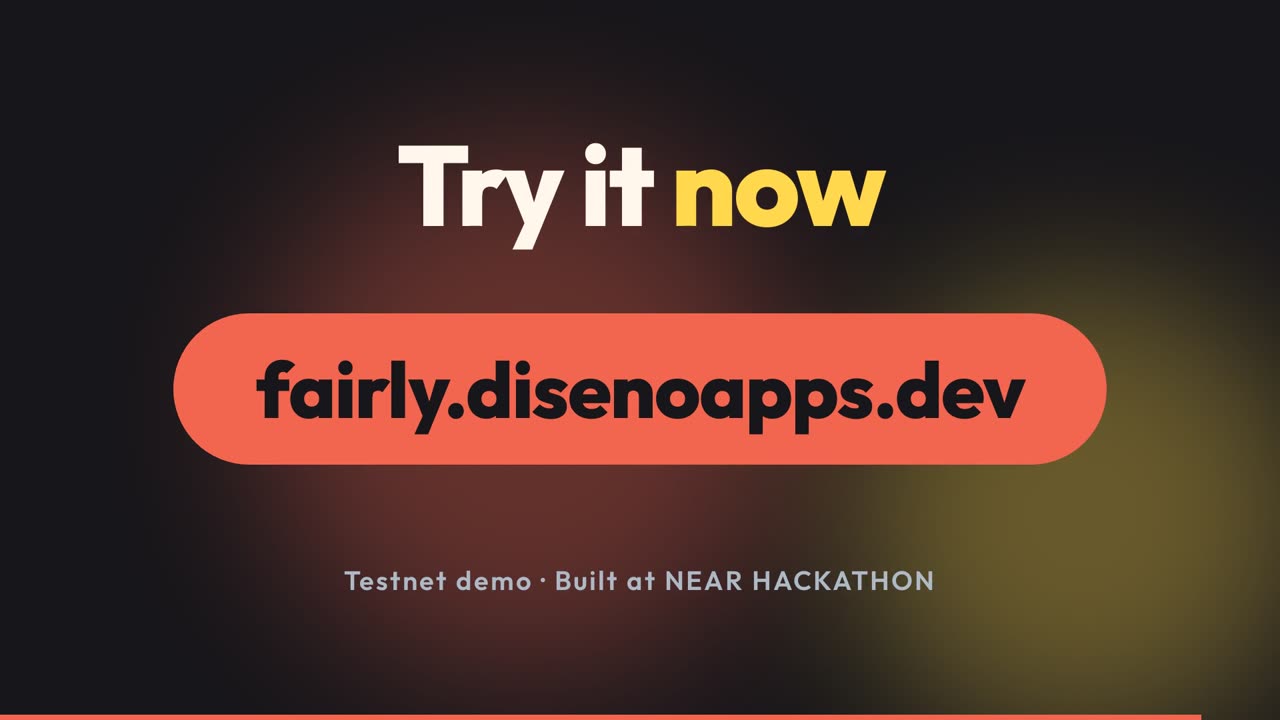 Try it now
fairly.disenoapps.dev
Testnet demo · Built at NEAR HACKATHON